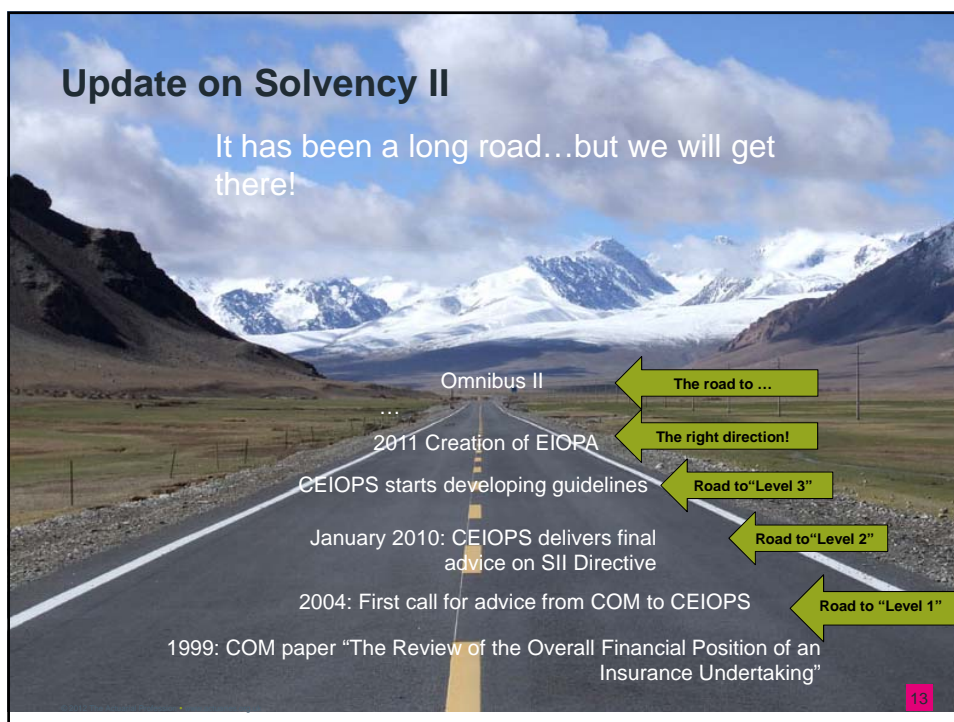 Update on Solvency II
It has been a long road…but we will get
there!
Omnibus II
The road to …
…
2011 Creation of EIOPA
The right direction!
CEIOPS starts developing guidelines
Road to“Level 3”
January 2010: CEIOPS delivers final
advice on SII Directive
Road to“Level 2”
2004: First call for advice from COM to CEIOPS
Road to “Level 1”
1999: COM paper “The Review of the Overall Financial Position of an
Insurance Undertaking”
13